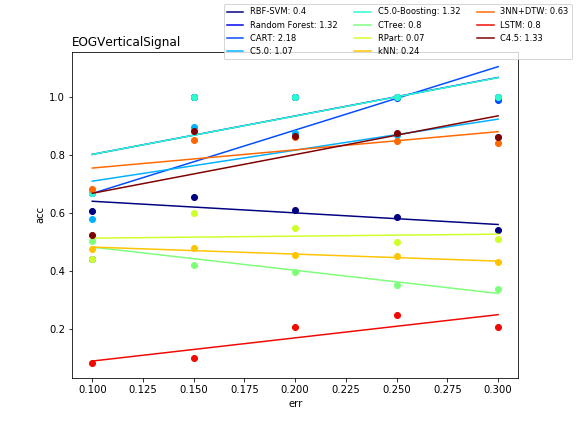 RBF-SVM: 0.4
Random Forest: 1.32
CART: 2.18
C5.0: 1.07
C5.0-Boosting: 1.32
CTree: 0.8
RPart: 0.07
kNN: 0.24
3NN+DTW: 0.63
LSTM: 0.8
C4.5: 1.33
EOGVerticalSignal
acc
1.0
0.8
0.6
0.4
0.2
0.100 0.125 0.150 0.175 0.200 0.225 0.250 0.275 0.300
err